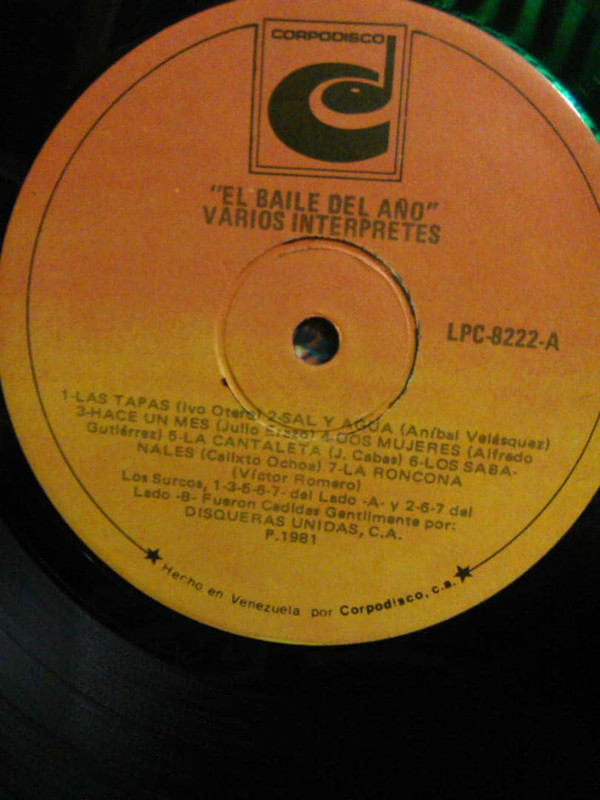 CORPODISCO
"EL BAILE DEL AÑO"
VARIOS INTERPRETES
LPC-8222-A
1-LAS TAPAS (Ivo Otero) 2-SAL Y AGUA (Aníbal Velásquez)
3-HACE UN MES (Julio Erazo) 4-DOS MUJERES (Alfredo
Gutiérrez) 5-LA CANTALETA (J. Cabas) 6-LOS SABA-
NALES (Calixto Ochoa) 7-LA RONCONA
(Víctor Romero)
Los Surcos, 1-3-5-6-7- del Lado -A- y 2-6-7 del
Lado -B- Fueron Cedidas Gentilmente por:
DISQUERAS UNIDAS, C.A.
P.1981
Hecho en Venezuela por Corpodisco, c.a.